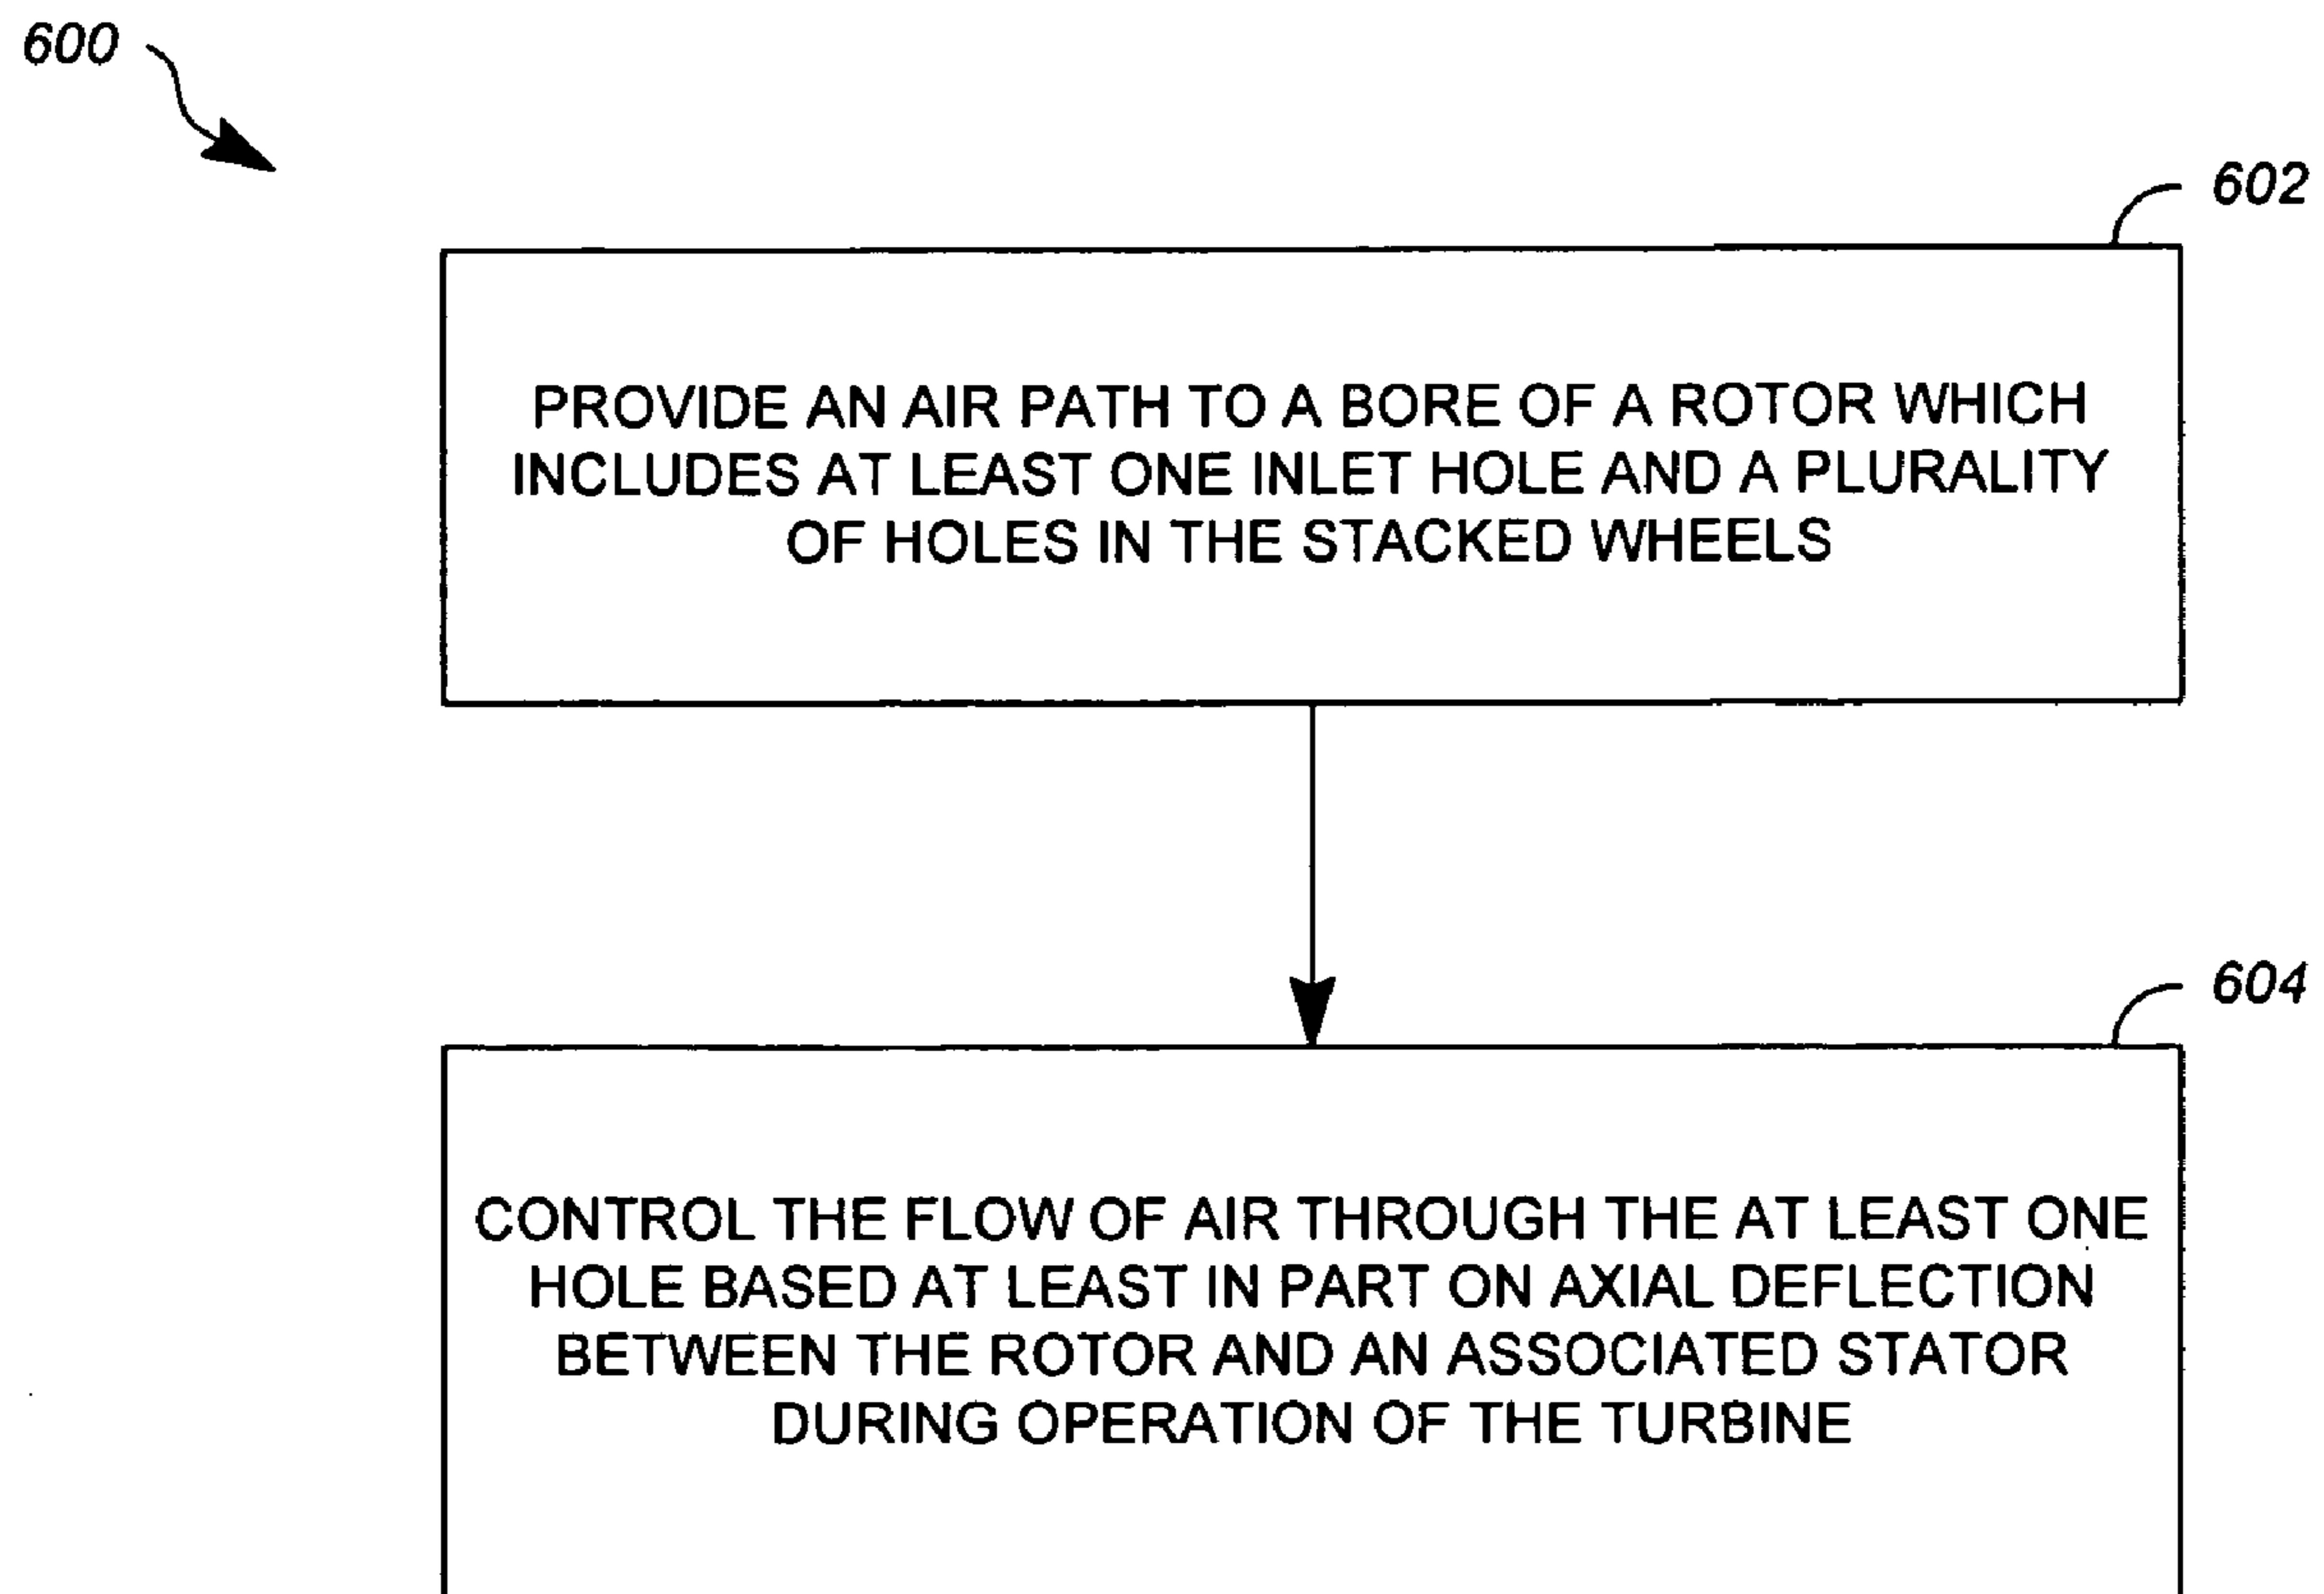 600
602
PROVIDE AN AIR PATH TO A BORE OF A ROTOR WHICH
INCLUDES AT LEAST ONE INLET HOLE AND A PLURALITY
OF HOLES IN THE STACKED WHEELS
604
CONTROL THE FLOW OF AIR THROUGH THE AT LEAST ONE
HOLE BASED AT LEAST IN PART ON AXIAL DEFLECTION
BETWEEN THE ROTOR AND AN ASSOCIATED STATOR
DURING OPERATION OF THE TURBINE